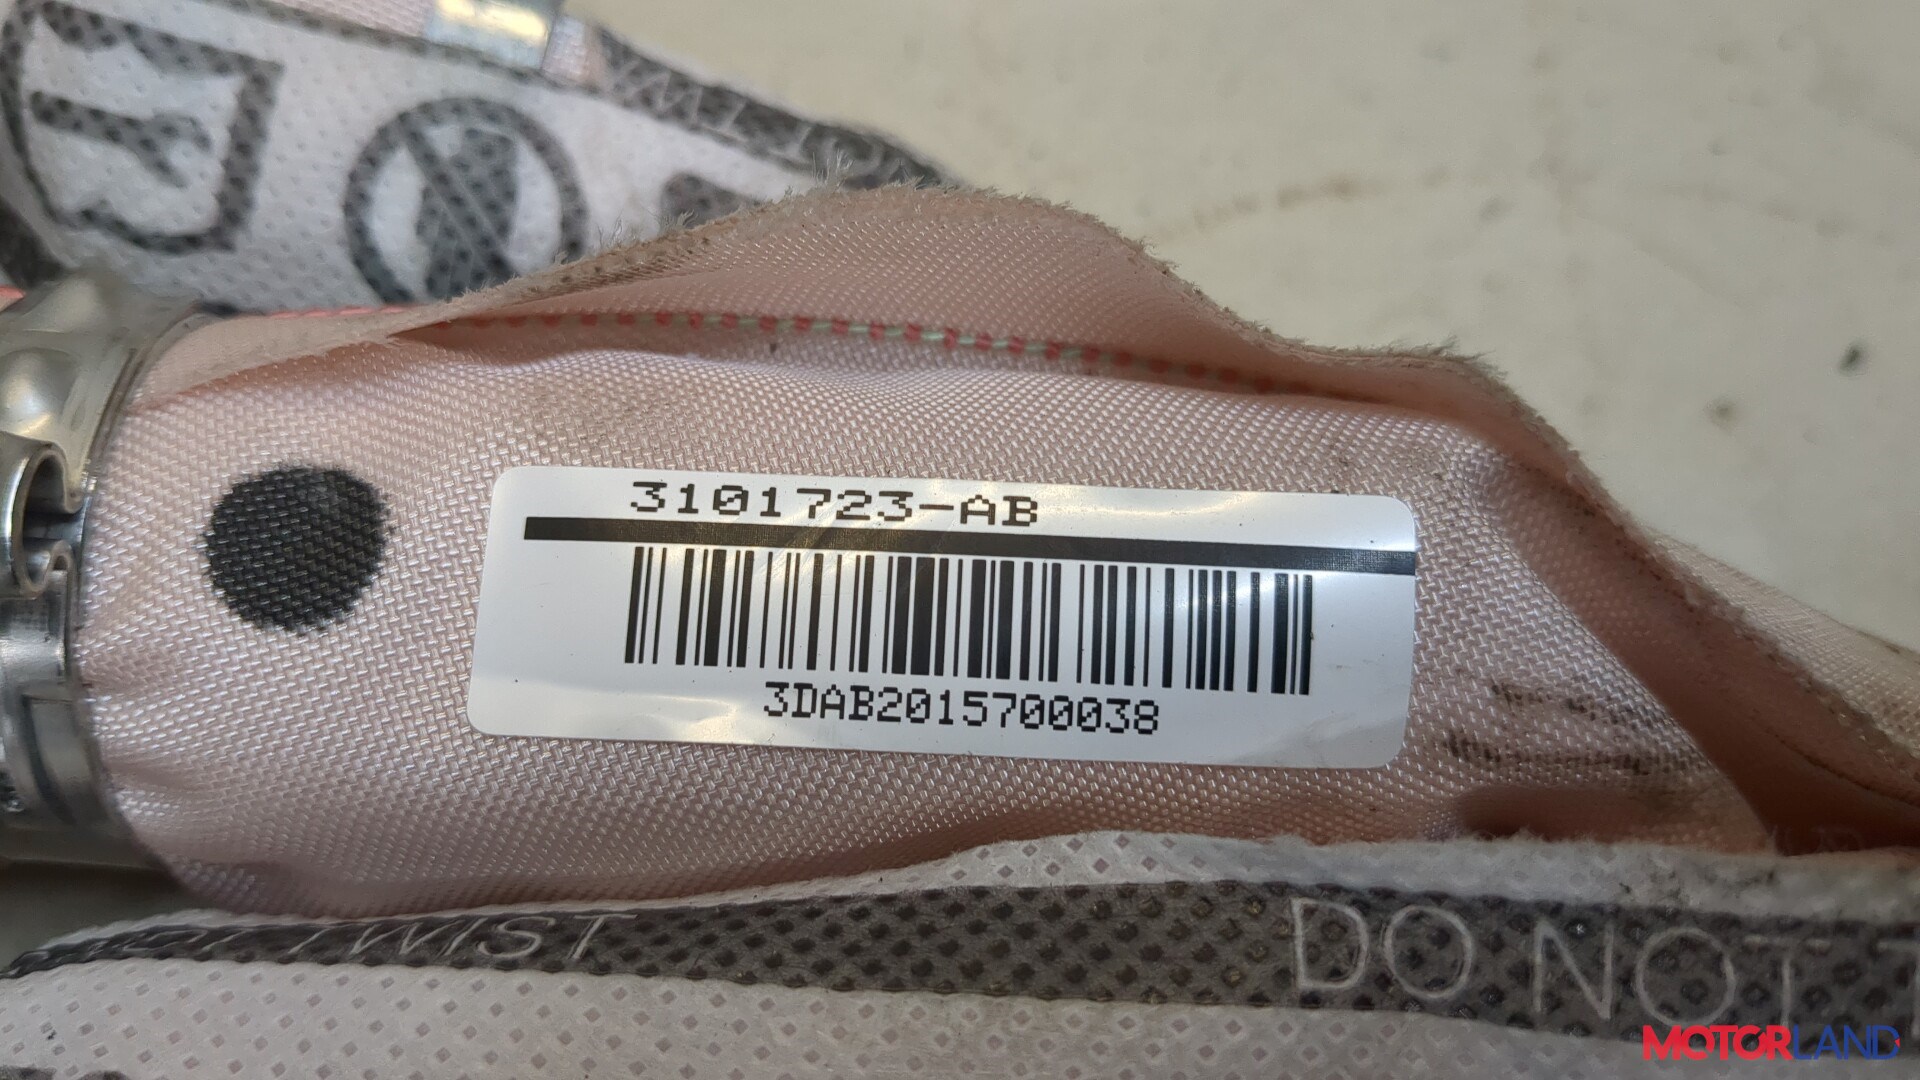 3101723-AB
3DAB2015700038
TWIST
DO NOT T
MOTORLAND